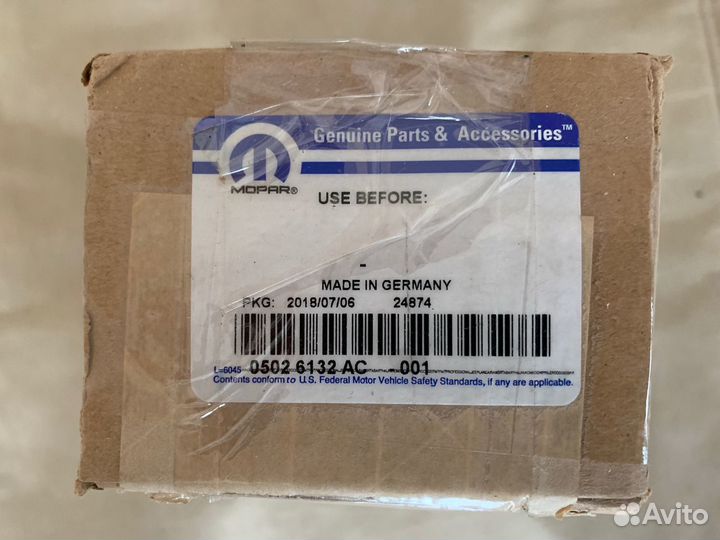 Genuine Parts & Accessories™
MOPAR®
USE BEFORE:
-
MADE IN GERMANY
PKG: 2018/07/06 24874
L=6045 0502 6132 AC 001
Contents conform to U.S. Federal Motor Vehicle Safety Standards, if any are applicable.
Avito